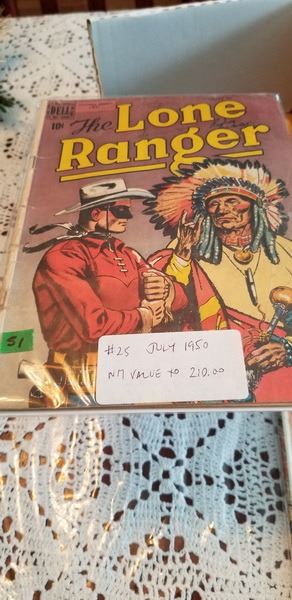 DELL
10¢
The Lone
Ranger
51
#25 JULY 1950
NM VALUE TO 210.00